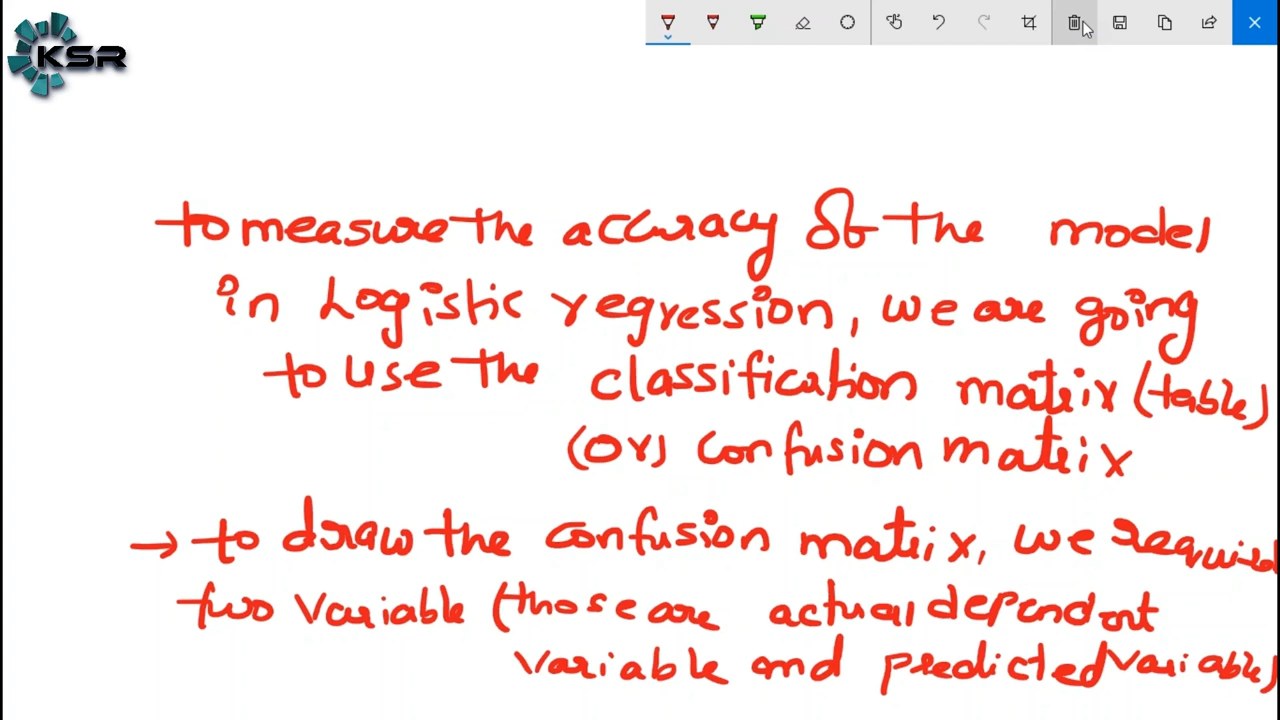 KSR
to measure the accuracy of the model
in Logistic regression, we are going
to use the classification matrix (table)
(or) confusion matrix
→ to draw the confusion matrix, we required
two variable (those are actual dependent
variable and predicted variable)